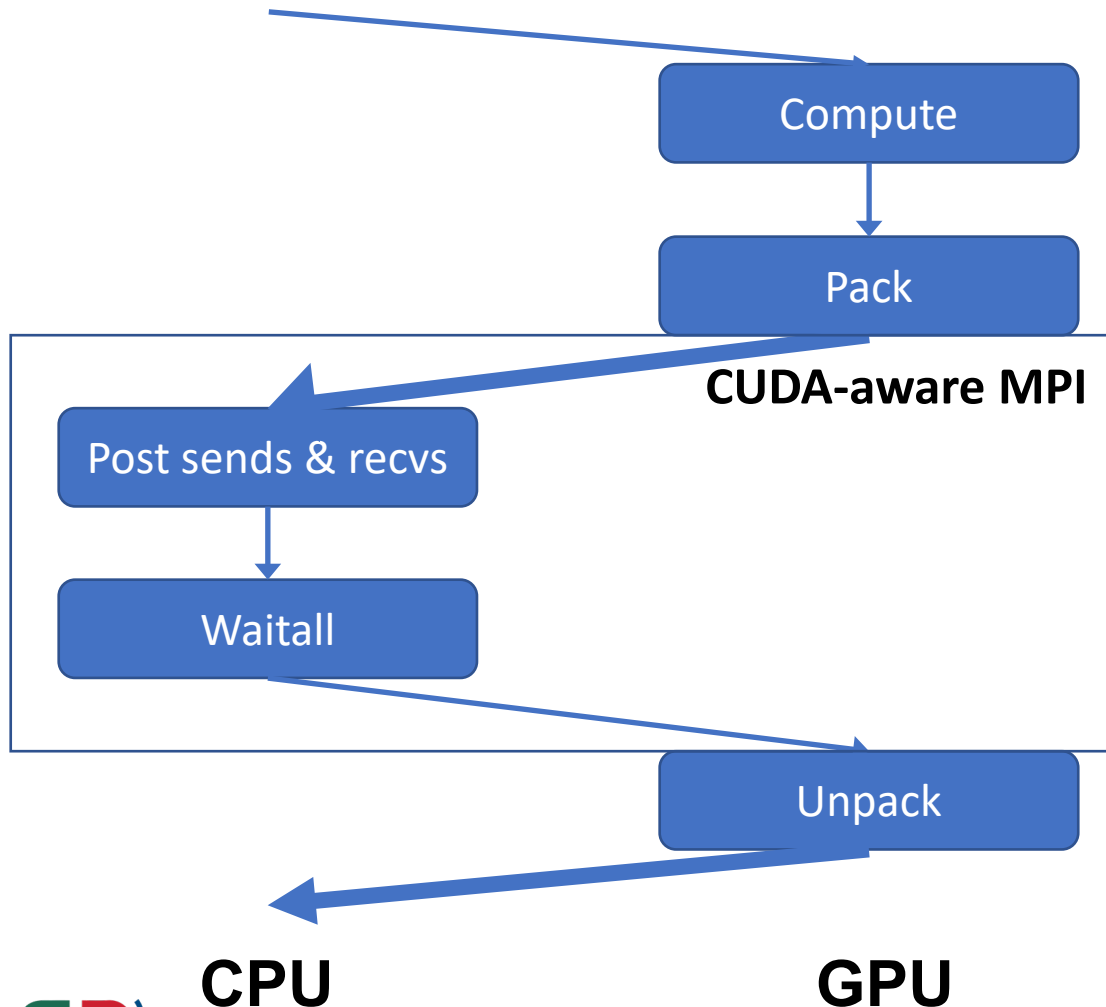 Compute
Pack
CUDA-aware MPI
Post sends & recvs
Waitall
Unpack
CPU
GPU